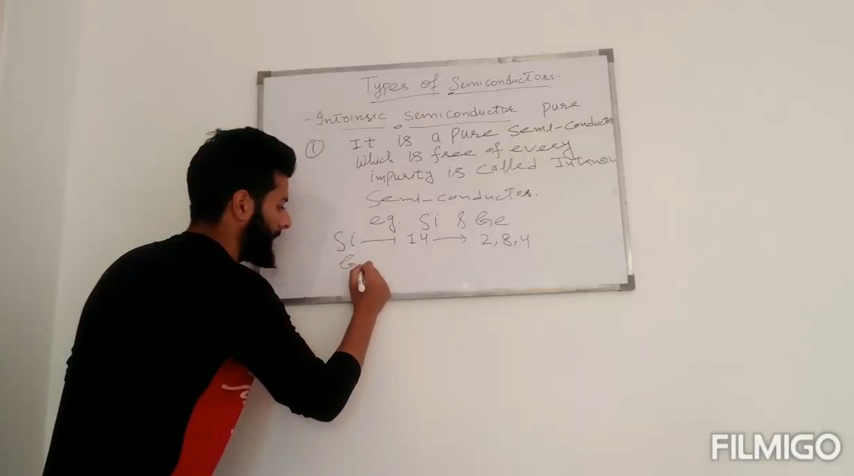 Types of Semiconductors.
- Intrinsic semiconductor pure
① It is a pure semi-conductor
which is free of every
impurity is called Intensive
Semi-conductor.
eg Si & Ge
Si → 14 → 2,8,4
FILMIGO